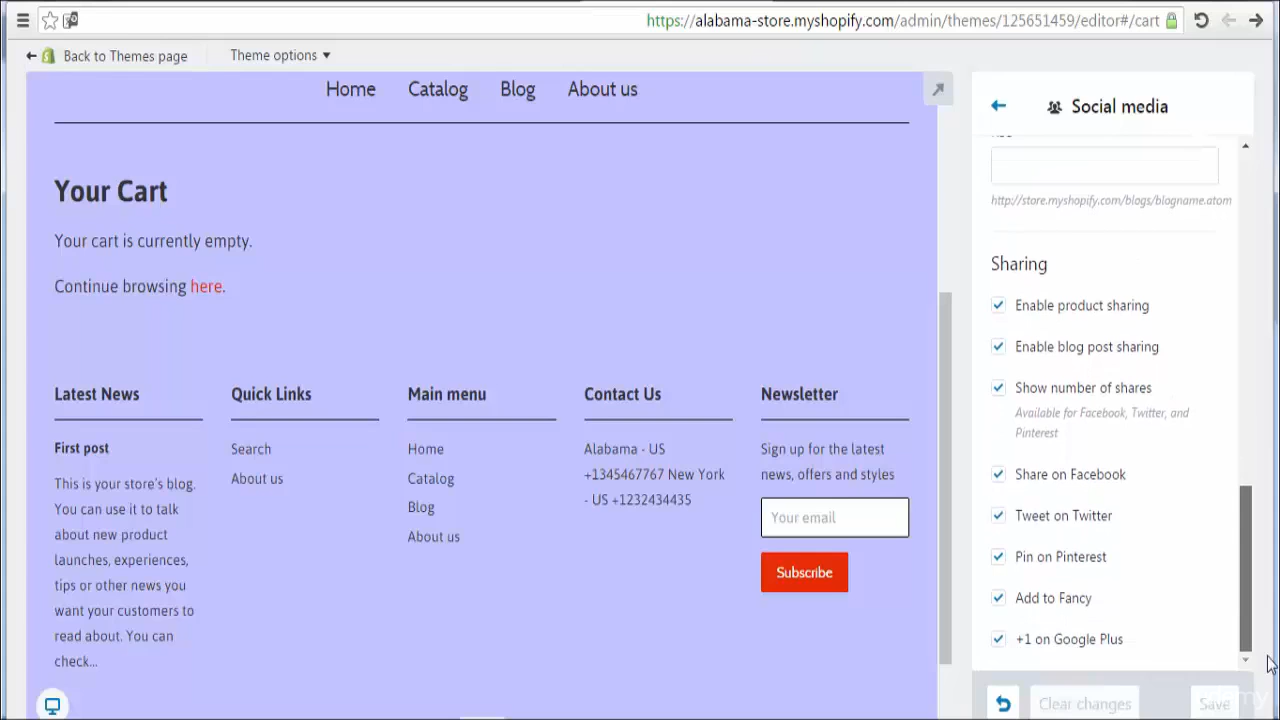 https://alabama-store.myshopify.com/admin/themes/125651459/editor#/cart
Back to Themes page
Theme options
Home Catalog Blog About us
Your Cart
Your cart is currently empty.
Continue browsing here.
Latest News
First post
This is your store's blog.
You can use it to talk
about new product
launches, experiences,
tips or other news you
want your customers to
read about. You can
check...
Quick Links
Search
About us
Main menu
Home
Catalog
Blog
About us
Contact Us
Alabama - US
+1345467767 New York
- US +1232434435
Newsletter
Sign up for the latest
news, offers and styles
Your email
Subscribe
Social media
http://store.myshopify.com/blogs/blogname.atom
Sharing
Enable product sharing
Enable blog post sharing
Show number of shares
Available for Facebook, Twitter, and
Pinterest
Share on Facebook
Tweet on Twitter
Pin on Pinterest
Add to Fancy
+1 on Google Plus
Clear changes
Save